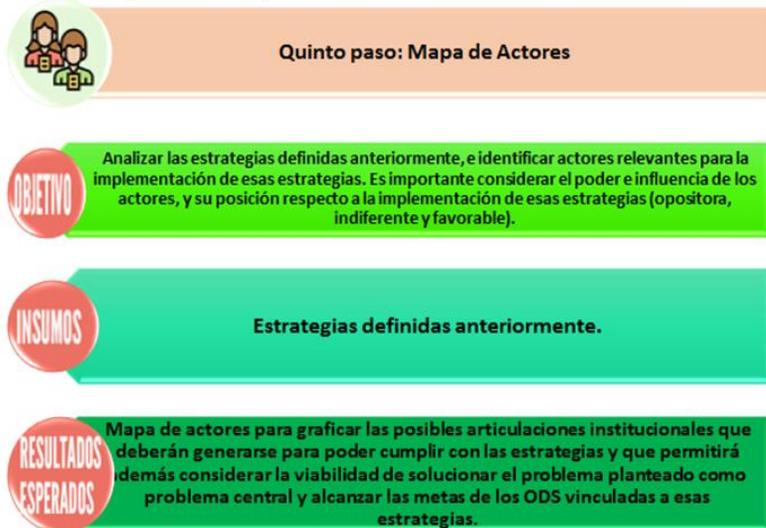 Quinto paso: Mapa de Actores
OBJETIVO
Analizar las estrategias definidas anteriormente, e identificar actores relevantes para la
implementación de esas estrategias. Es importante considerar el poder e influencia de los
actores, y su posición respecto a la implementación de esas estrategias (opositora,
indiferente y favorable).
INSUMOS
Estrategias definidas anteriormente.
RESULTADOS
ESPERADOS
Mapa de actores para graficar las posibles articulaciones institucionales que
deberán generarse para poder cumplir con las estrategias y que permitirá
además considerar la viabilidad de solucionar el problema planteado como
problema central y alcanzar las metas de los ODS vinculadas a esas
estrategias.